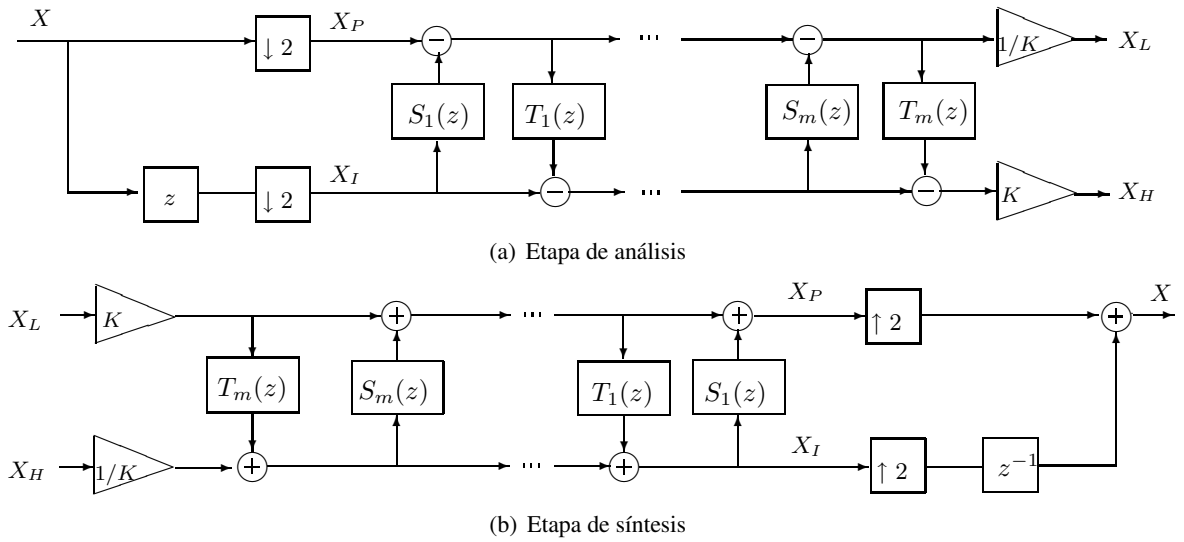 X ↓ 2 X_P − ... − 1/K X_L
S_1(z) T_1(z) S_m(z) T_m(z)
z ↓ 2 X_I − ... − K X_H
(a) Etapa de análisis
X_L K + ... + X_P ↑ 2 + X
T_m(z) S_m(z) T_1(z) S_1(z)
X_H 1/K + ... + X_I ↑ 2 z^{-1}
(b) Etapa de síntesis